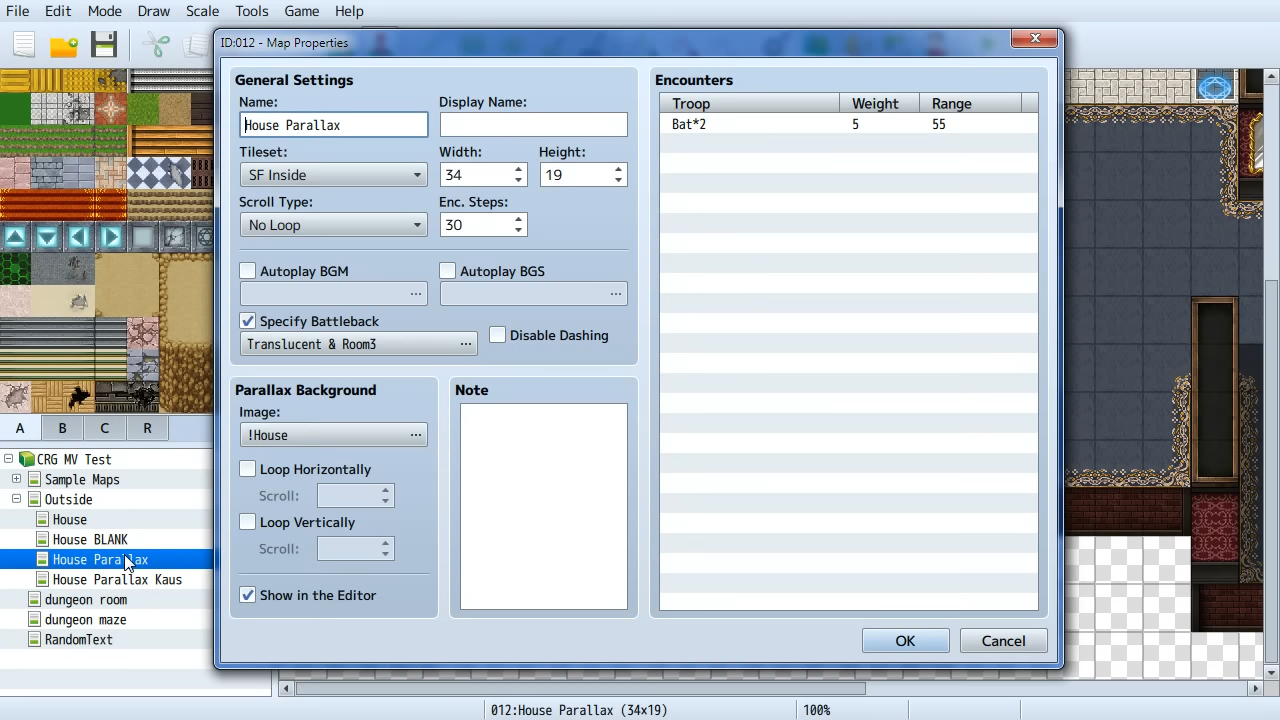 File Edit Mode Draw Scale Tools Game Help
ID:012 - Map Properties
General Settings
Name:
House Parallax
Display Name:
Tileset:
SF Inside
Width:
34
Height:
19
Scroll Type:
No Loop
Enc. Steps:
30
Autoplay BGM
...
Autoplay BGS
...
Specify Battleback
Translucent & Room3 ...
Disable Dashing
Parallax Background
Image:
!House ...
Loop Horizontally
Scroll:
Loop Vertically
Scroll:
Show in the Editor
Note
Encounters
Troop Weight Range
Bat*2 5 55
OK Cancel
A B C R
CRG MV Test
Sample Maps
Outside
House
House BLANK
House Parallax
House Parallax Kaus
dungeon room
dungeon maze
RandomText
012:House Parallax (34x19) 100%